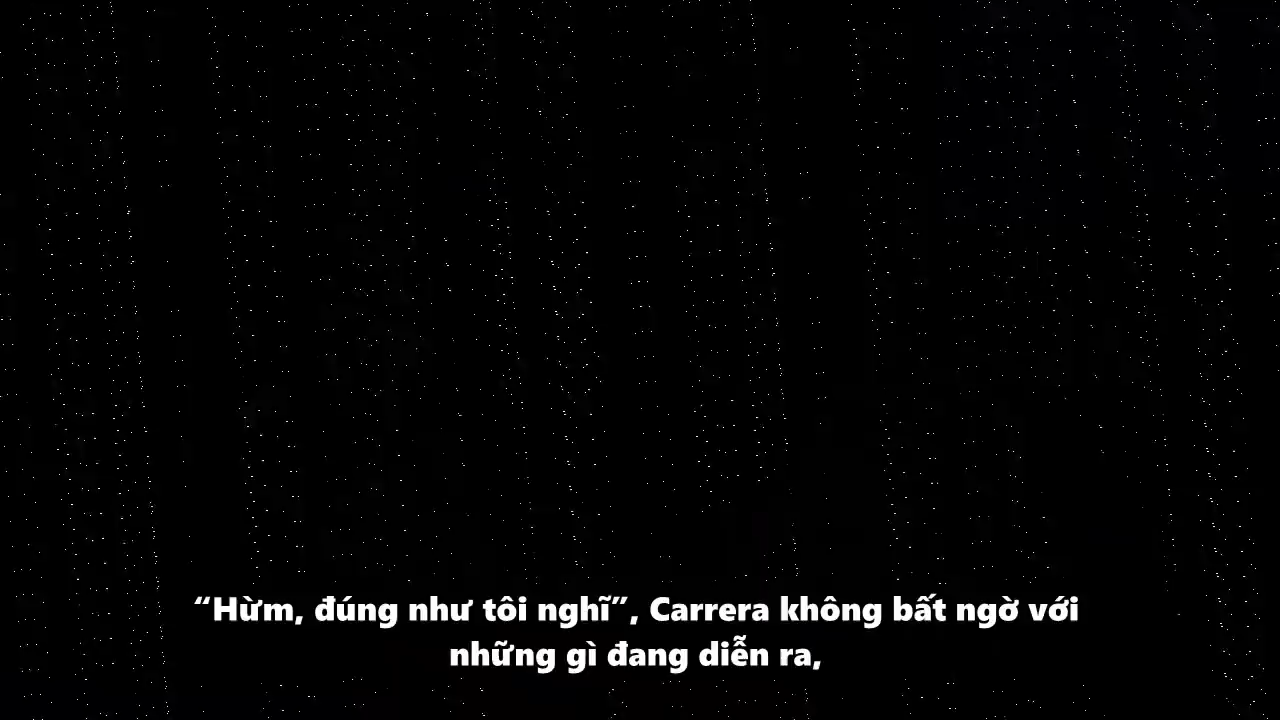 “Hừm, đúng như tôi nghĩ”, Carrera không bất ngờ với
những gì đang diễn ra,